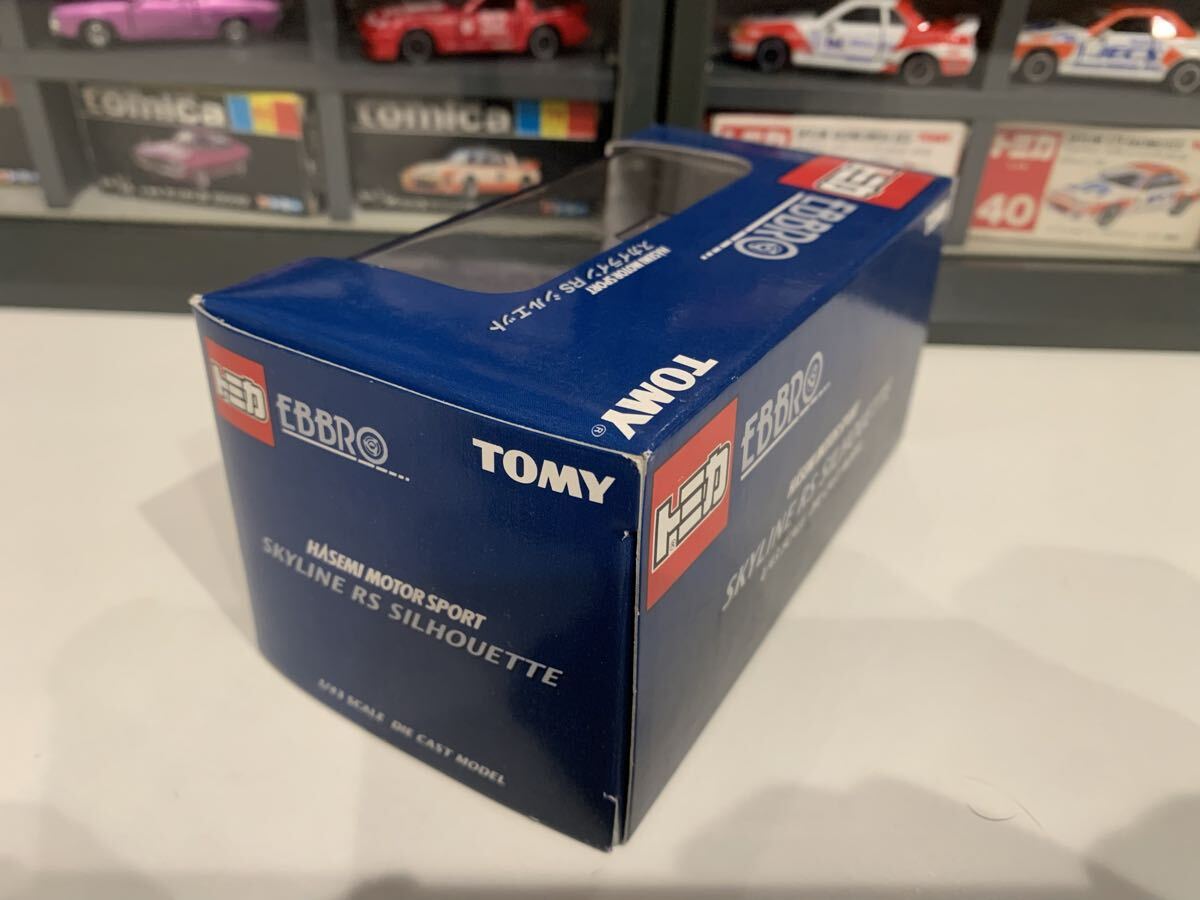 tomica
tomica
トミカ
40
トミカ
EBBRO
HASEMI MOTOR SPORT
スカイライン RS シルエット
TOMY
トミカ
EBBRO
TOMY
HASEMI MOTOR SPORT
SKYLINE RS SILHOUETTE
1/43 SCALE DIE CAST MODEL
トミカ
EBBRO
SKYLINE RS SILHOUETTE